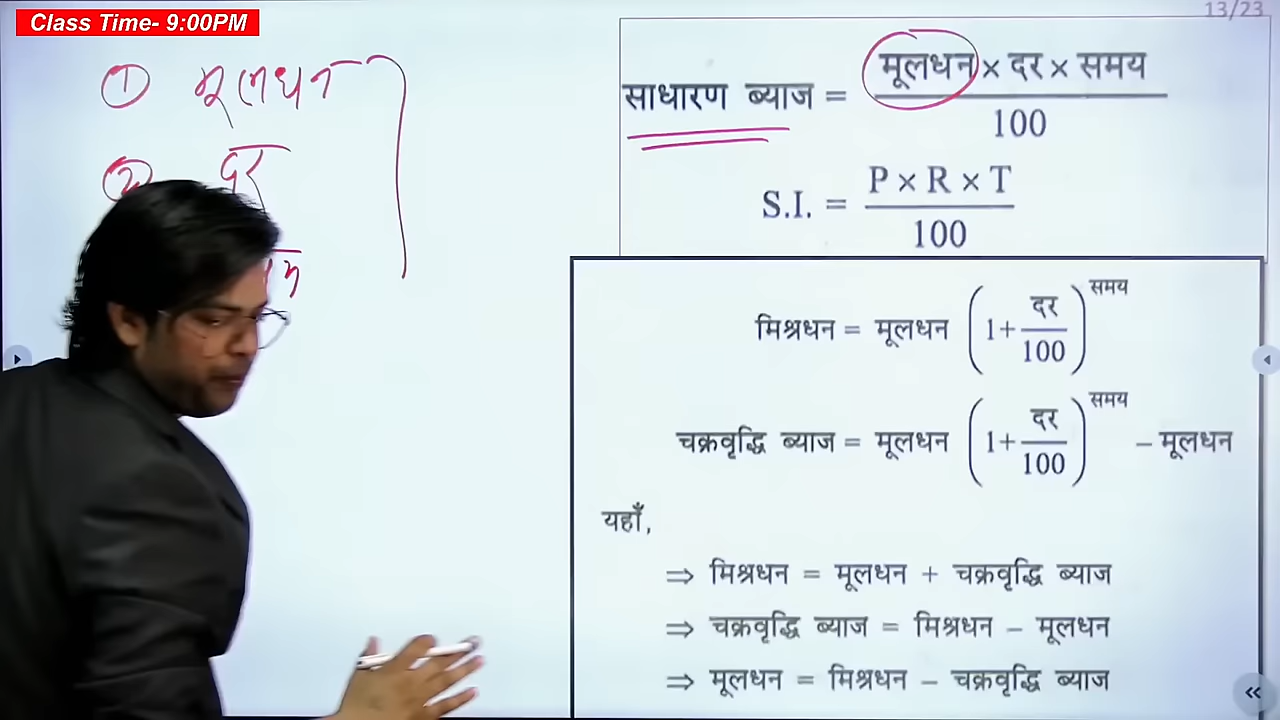 Class Time- 9:00PM
13/23
① मूलधन
② दर
साधारण ब्याज = मूलधन × दर × समय / 100
S.I. = P × R × T / 100
मिश्रधन = मूलधन (1+ दर/100)^समय
चक्रवृद्धि ब्याज = मूलधन (1+ दर/100)^समय – मूलधन
यहाँ,
⇒ मिश्रधन = मूलधन + चक्रवृद्धि ब्याज
⇒ चक्रवृद्धि ब्याज = मिश्रधन – मूलधन
⇒ मूलधन = मिश्रधन – चक्रवृद्धि ब्याज